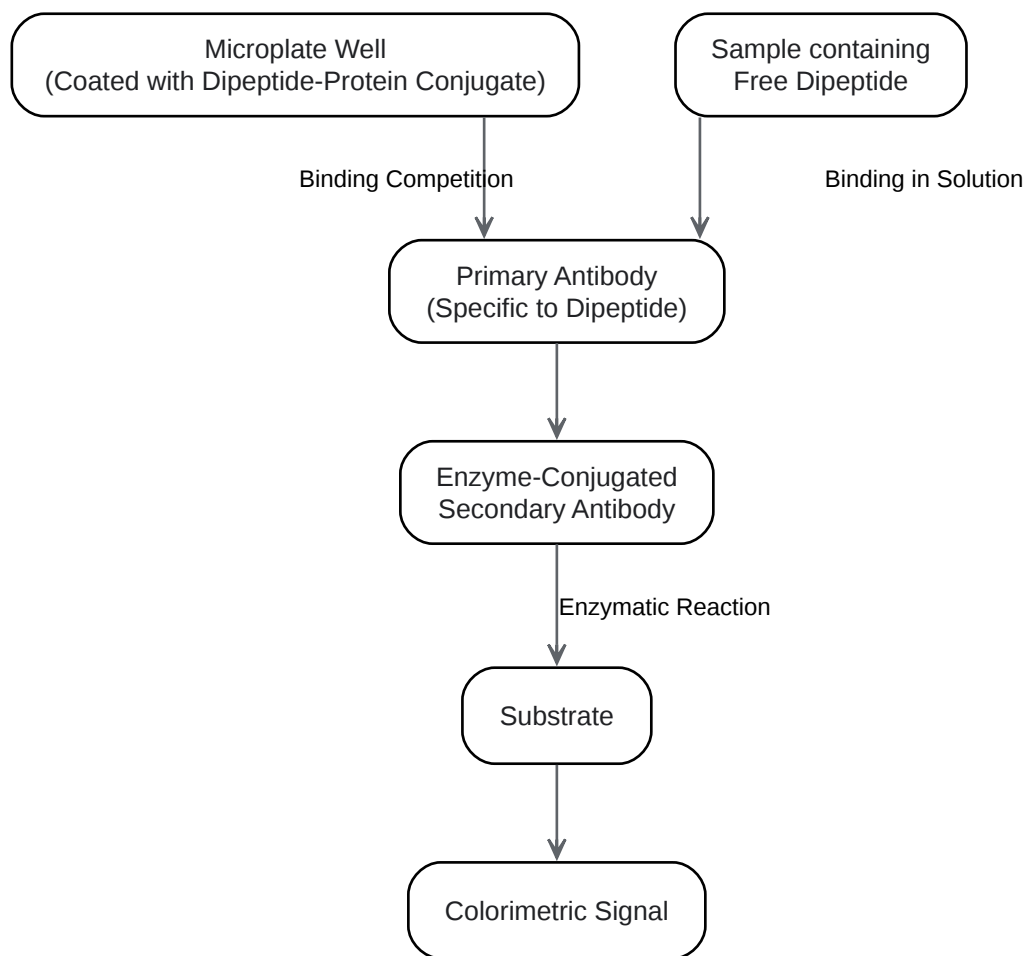 Microplate Well
(Coated with Dipeptide-Protein Conjugate)
Sample containing
Free Dipeptide
Binding Competition
Binding in Solution
Primary Antibody
(Specific to Dipeptide)
Enzyme-Conjugated
Secondary Antibody
Enzymatic Reaction
Substrate
Colorimetric Signal